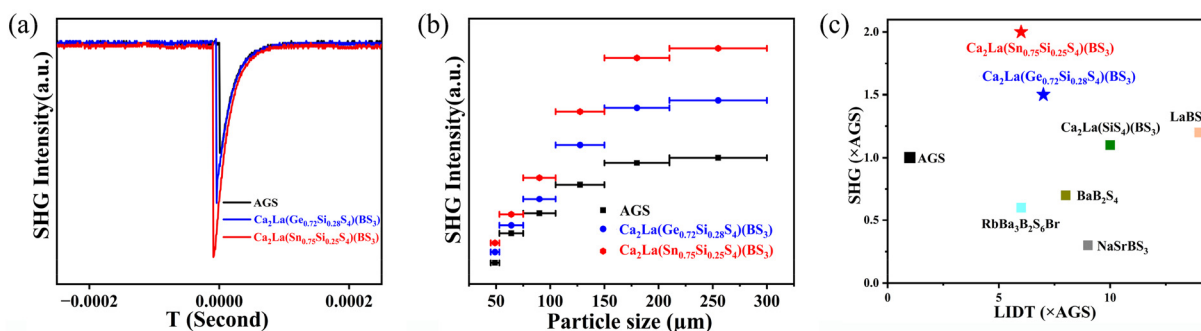 (a)
SHG Intensity(a.u.)
AGS
Ca₂La(Ge₀.₇₂Si₀.₂₈S₄)(BS₃)
Ca₂La(Sn₀.₇₅Si₀.₂₅S₄)(BS₃)
−0.0002 0.0000 0.0002
T (Second)
(b)
SHG Intensity(a.u.)
AGS
Ca₂La(Ge₀.₇₂Si₀.₂₈S₄)(BS₃)
Ca₂La(Sn₀.₇₅Si₀.₂₅S₄)(BS₃)
50 100 150 200 250 300
Particle size (µm)
(c)
SHG (×AGS)
2.0
1.5
1.0
0.5
0.0
Ca₂La(Sn₀.₇₅Si₀.₂₅S₄)(BS₃)
Ca₂La(Ge₀.₇₂Si₀.₂₈S₄)(BS₃)
LaBS
Ca₂La(SiS₄)(BS₃)
AGS
BaB₂S₄
RbBa₃B₂S₆Br
NaSrBS₃
5 10
LIDT (×AGS)